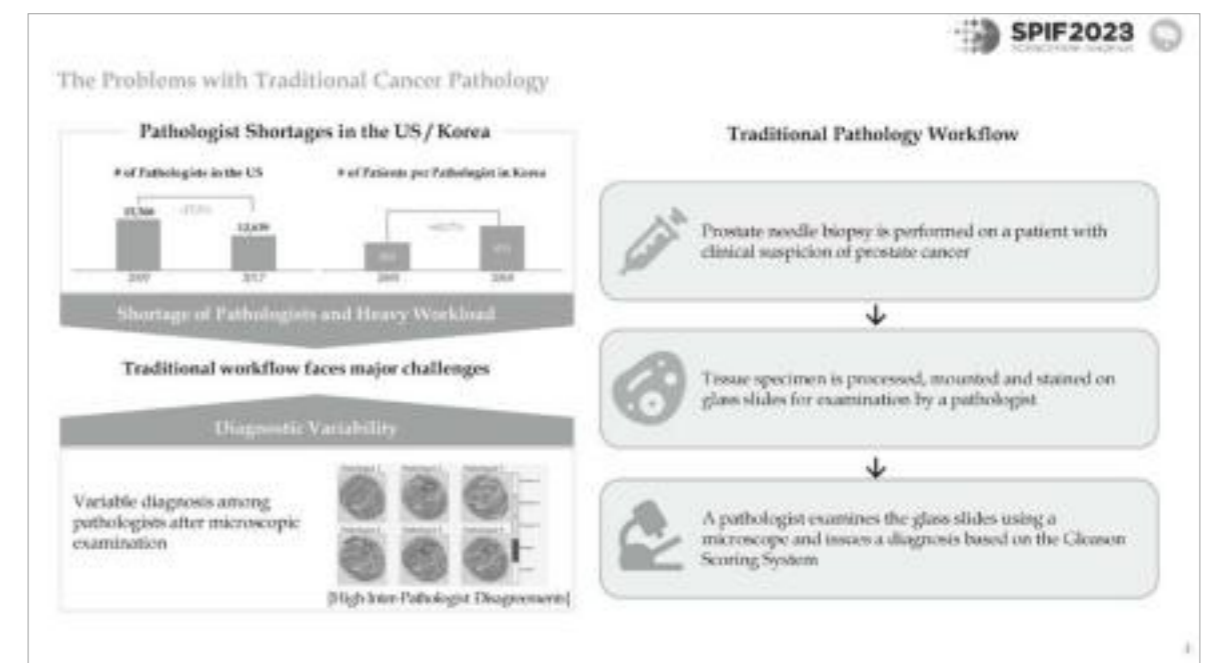 SPIF2023
The Problems with Traditional Cancer Pathology
Pathologist Shortages in the US / Korea
# of Pathologists in the US
# of Patients per Pathologist in Korea
12,639
2017
Shortage of Pathologists and Heavy Workload
Traditional workflow faces major challenges
Diagnostic Variability
Variable diagnosis among
pathologists after microscopic
examination
[High Inter-Pathologist Disagreements]
Traditional Pathology Workflow
Prostate needle biopsy is performed on a patient with
clinical suspicion of prostate cancer
Tissue specimen is processed, mounted and stained on
glass slides for examination by a pathologist
A pathologist examines the glass slides using a
microscope and issues a diagnosis based on the Gleason
Scoring System